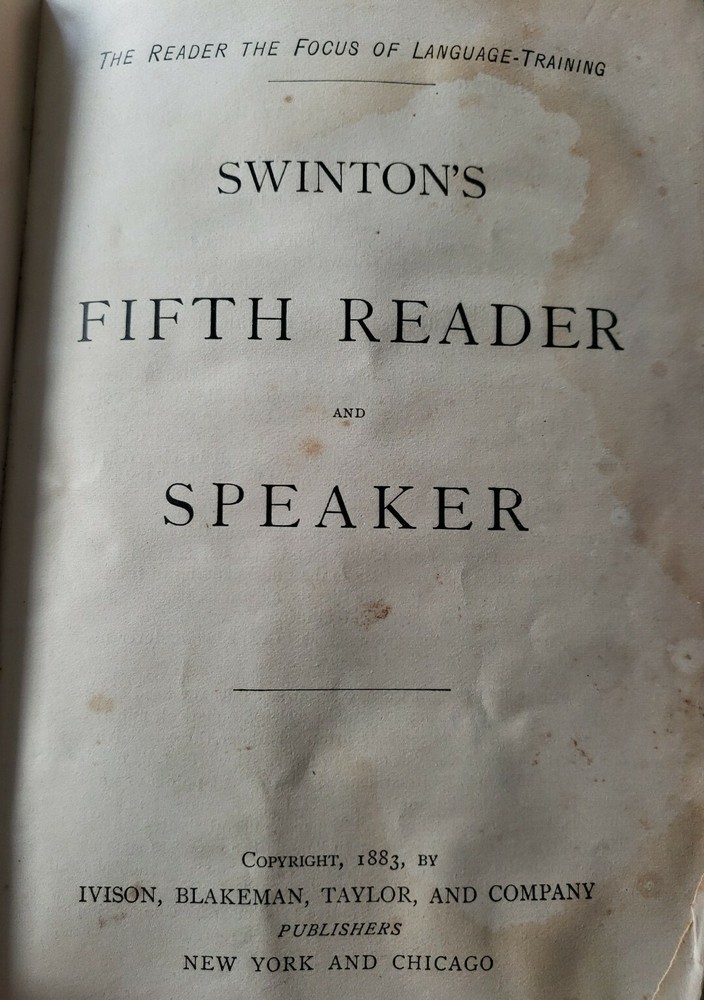 THE READER THE FOCUS OF LANGUAGE-TRAINING
SWINTON'S
FIFTH READER
AND
SPEAKER
COPYRIGHT, 1883, BY
IVISON, BLAKEMAN, TAYLOR, AND COMPANY
PUBLISHERS
NEW YORK AND CHICAGO